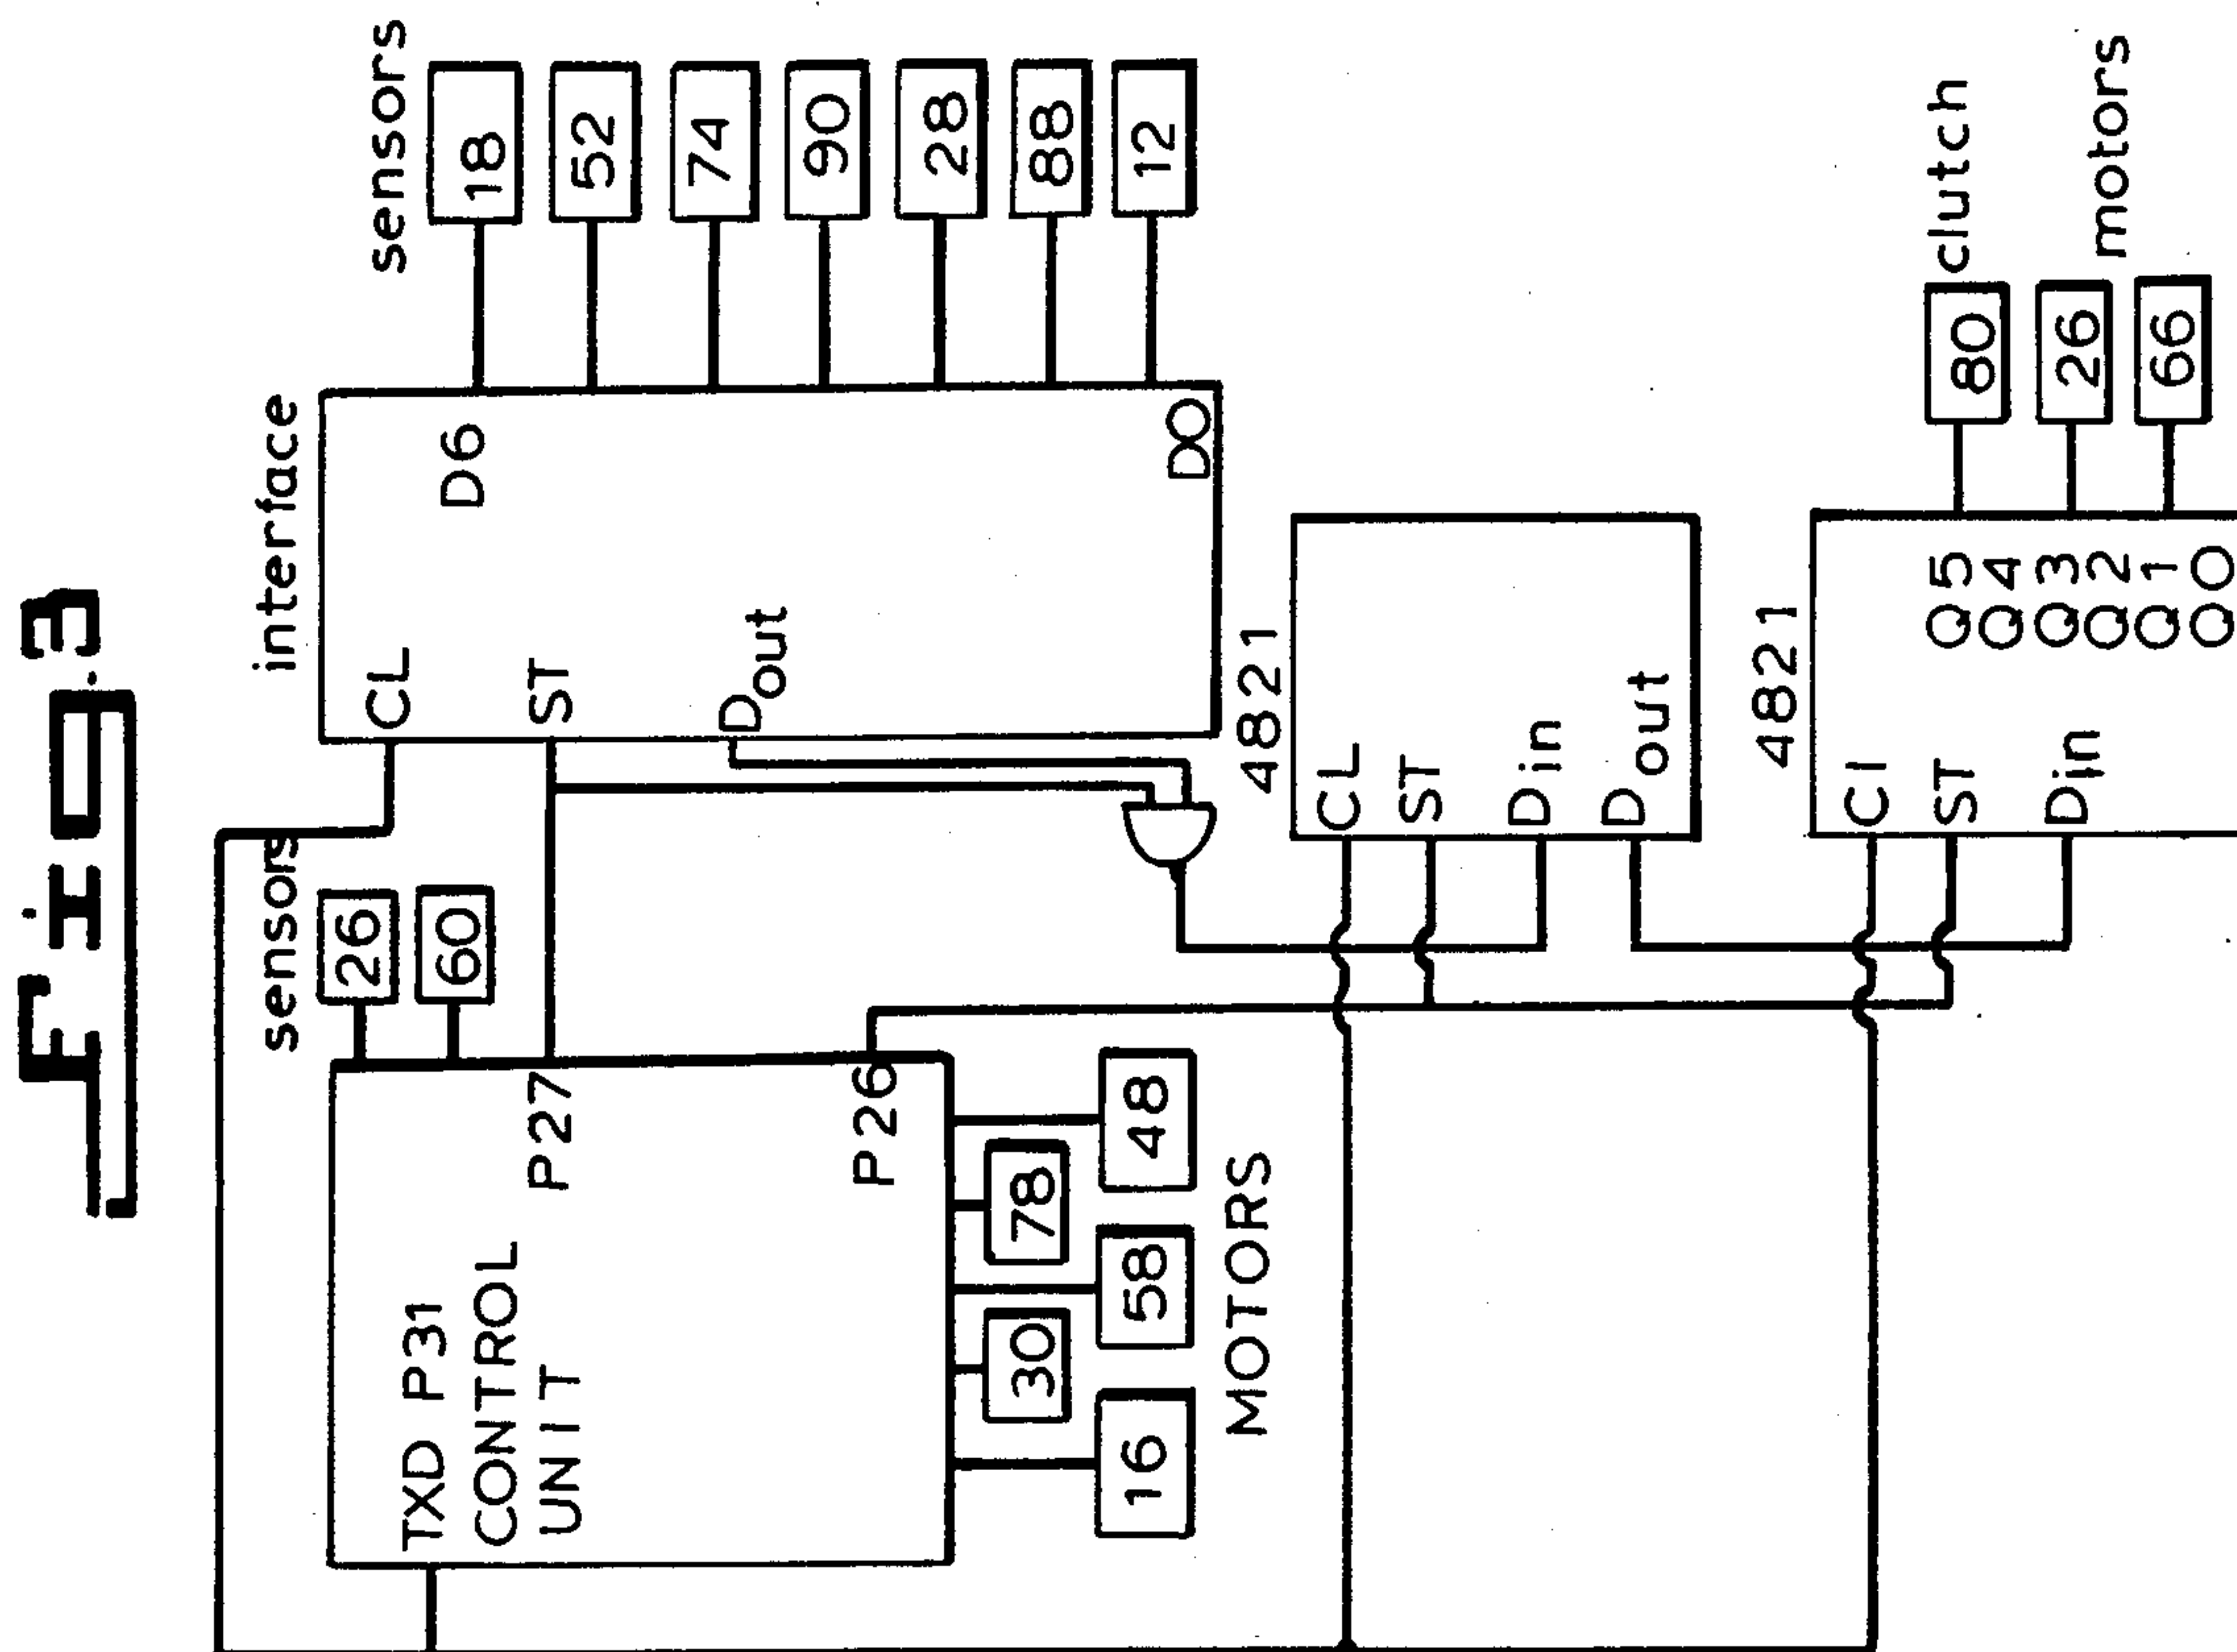 Fig. 3
sensors
26
60
TXD P31
CONTROL
UNIT
P27
P26
16
30
58
78
48
MOTORS
interface
CL
ST
Dout
D6
DO
sensors
18
52
74
90
28
88
12
4821
CL
ST
Din
Dout
4821
Cl
ST
Din
Q5
Q4
Q3
Q2
Q1
Q0
80
clutch
26
66
motors